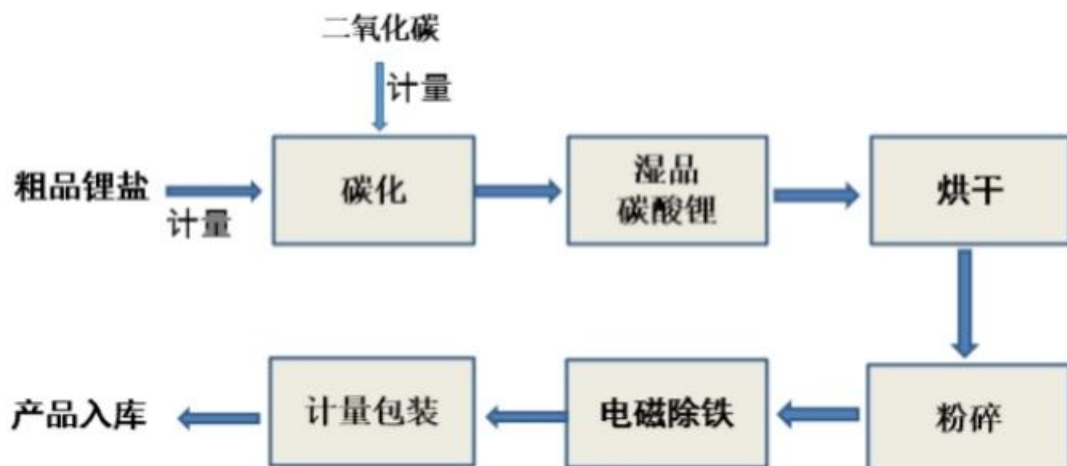 二氧化碳
计量
粗品锂盐
计量
碳化
湿品
碳酸锂
烘干
粉碎
电磁除铁
计量包装
产品入库